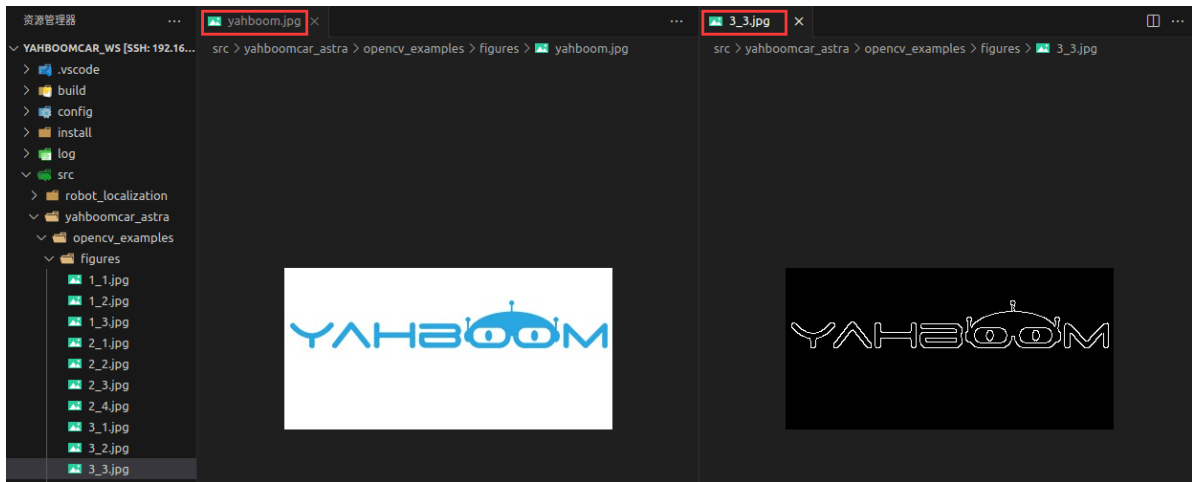 资源管理器 ...
YAHBOOMCAR_WS [SSH: 192.16...
.vscode
build
config
install
log
src
robot_localization
yahboomcar_astra
opencv_examples
figures
1_1.jpg
1_2.jpg
1_3.jpg
2_1.jpg
2_2.jpg
2_3.jpg
2_4.jpg
3_1.jpg
3_2.jpg
3_3.jpg
yahboom.jpg ...
src > yahboomcar_astra > opencv_examples > figures > yahboom.jpg
YAHBOOM
3_3.jpg ...
src > yahboomcar_astra > opencv_examples > figures > 3_3.jpg
YAHBOOM